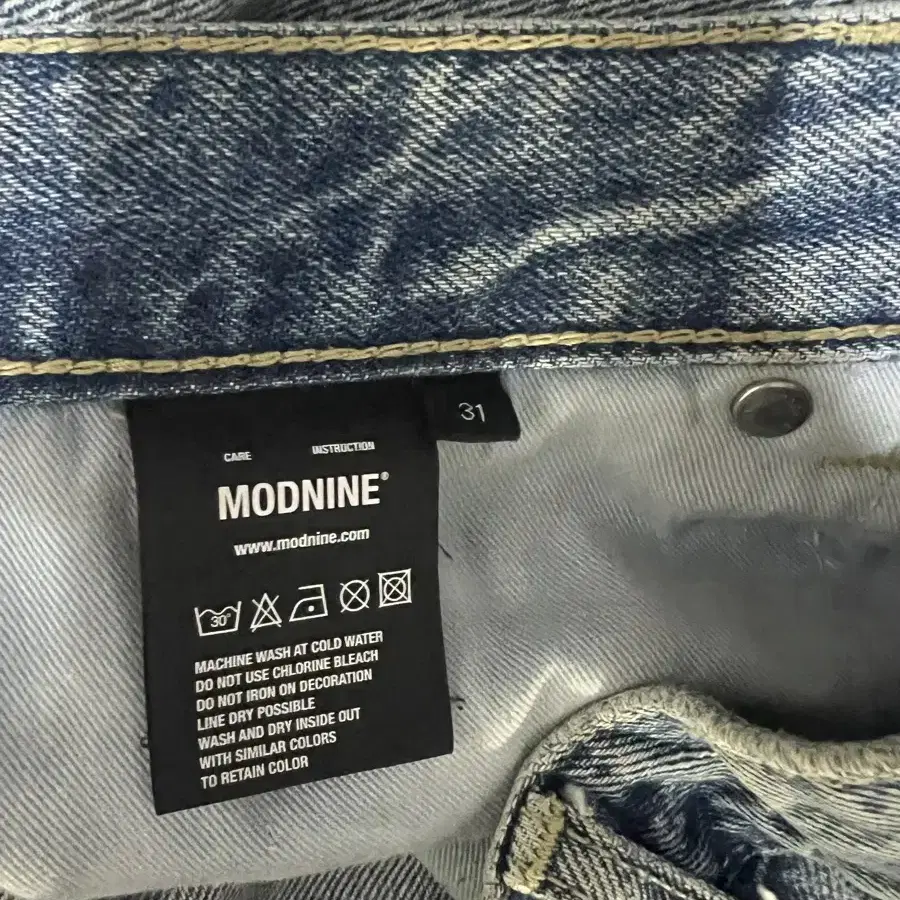 31
CARE INSTRUCTION
MODNINE®
www.modnine.com
30°
MACHINE WASH AT COLD WATER
DO NOT USE CHLORINE BLEACH
DO NOT IRON ON DECORATION
LINE DRY POSSIBLE
WASH AND DRY INSIDE OUT
WITH SIMILAR COLORS
TO RETAIN COLOR